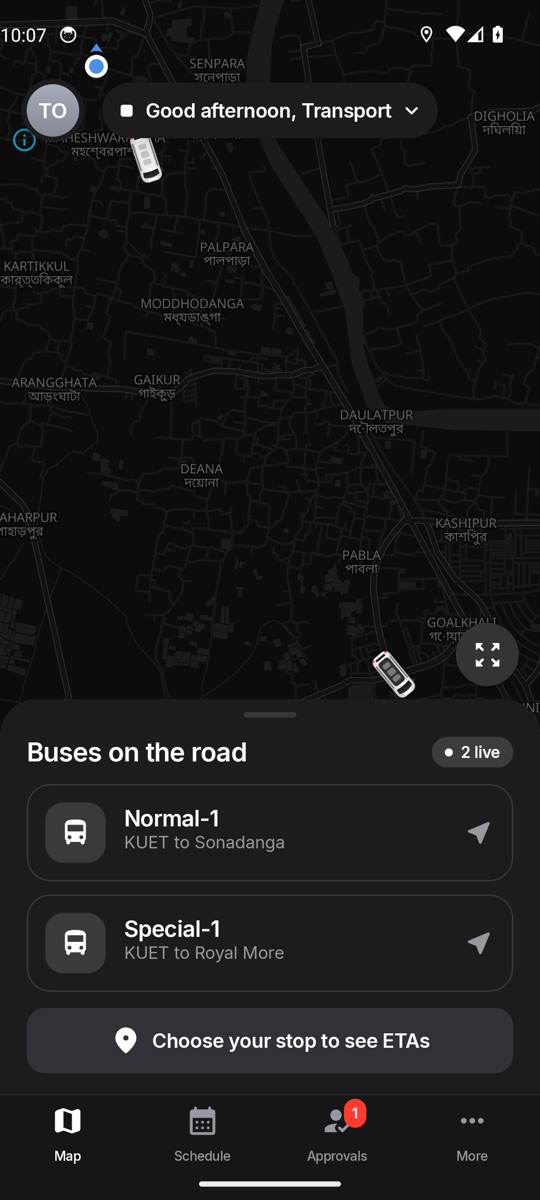 10:07
SENPARA
সেনপাড়া
TO
Good afternoon, Transport
DIGHOLIA
দিঘলিয়া
মহেশ্বেরপাশা
PALPARA
পালপাড়া
KARTIKKUL
কার্ত্তিকুল
MODDHODANGA
মধ্যডাঙ্গা
ARANGGHATA
আড়ংঘাটা
GAIKUR
গাইকুড়
DAULATPUR
দৌলতপুর
DEANA
দেয়ানা
AHARPUR
পাহাড়পুর
KASHIPUR
কাশিপুর
PABLA
পাবলা
GOALKHALI
Buses on the road
2 live
Normal-1
KUET to Sonadanga
Special-1
KUET to Royal More
Choose your stop to see ETAs
1
Map
Schedule
Approvals
More